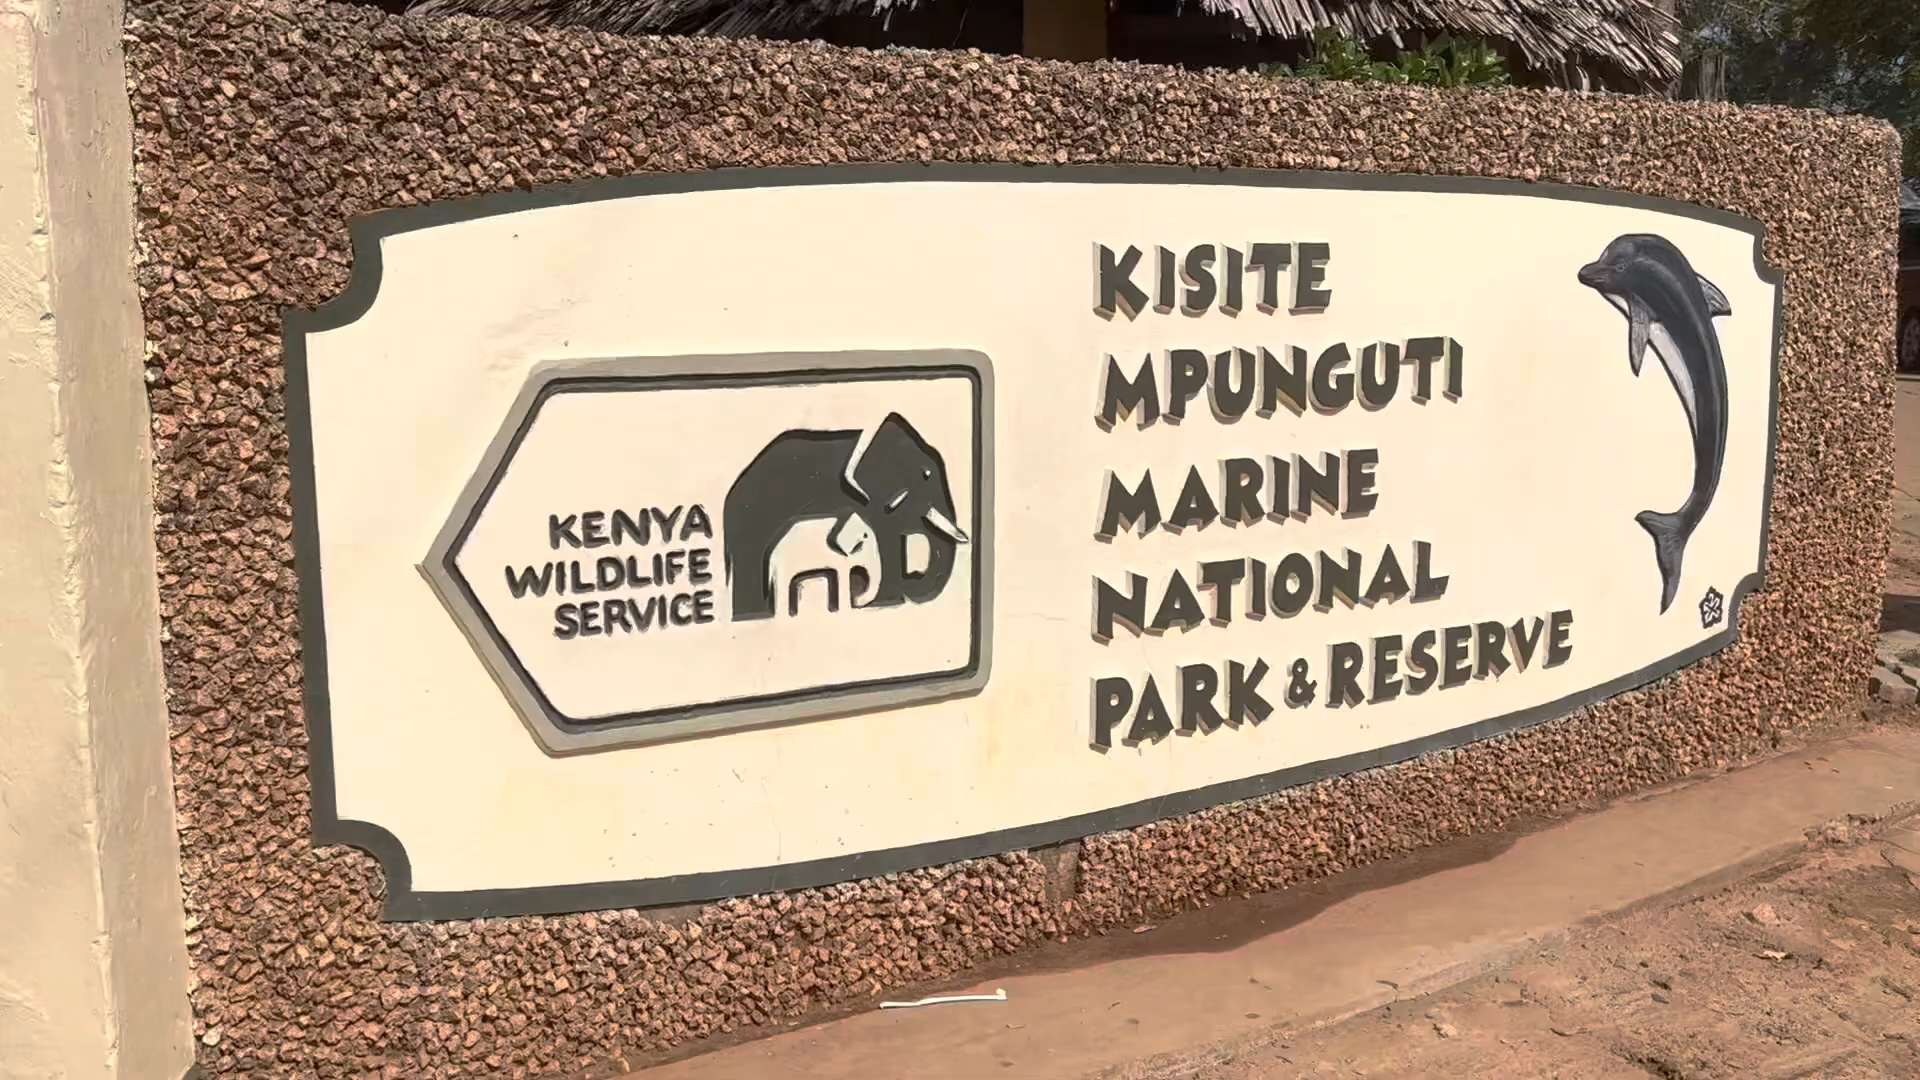 KENYA
WILDLIFE
SERVICE
KISITE
MPUNGUTI
MARINE
NATIONAL
PARK & RESERVE